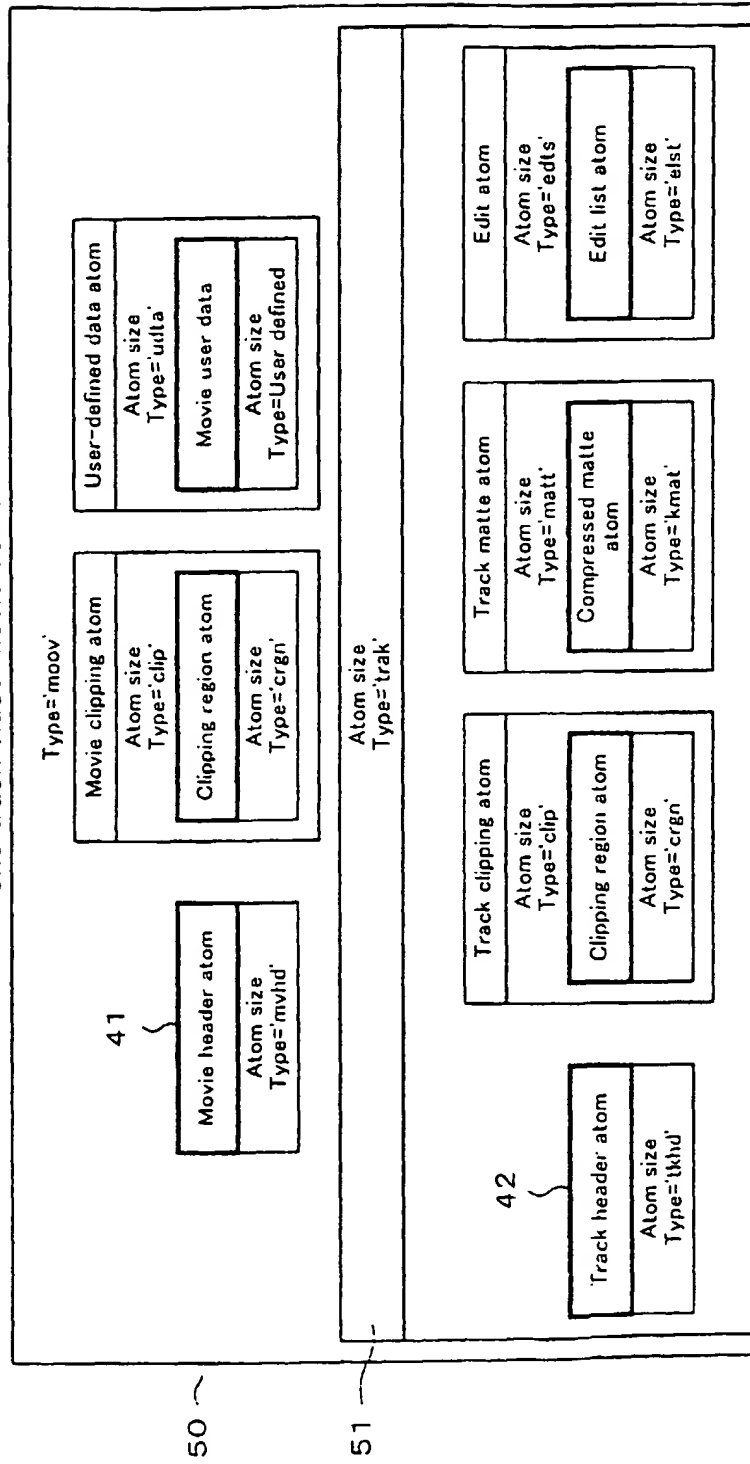 Type='moov'
41
Movie header atom
Atom size
Type='mvhd'
Movie clipping atom
Atom size
Type='clip'
Clipping region atom
Atom size
Type='crgn'
User-defined data atom
Atom size
Type='udta'
Movie user data
Atom size
Type=User defined
50
51
Atom size
Type='trak'
42
Track header atom
Atom size
Type='tkhd'
Track clipping atom
Atom size
Type='clip'
Clipping region atom
Atom size
Type='crgn'
Track matte atom
Atom size
Type='matt'
Compressed matte
atom
Atom size
Type='kmat'
Edit atom
Atom size
Type='edts'
Edit list atom
Atom size
Type='elst'